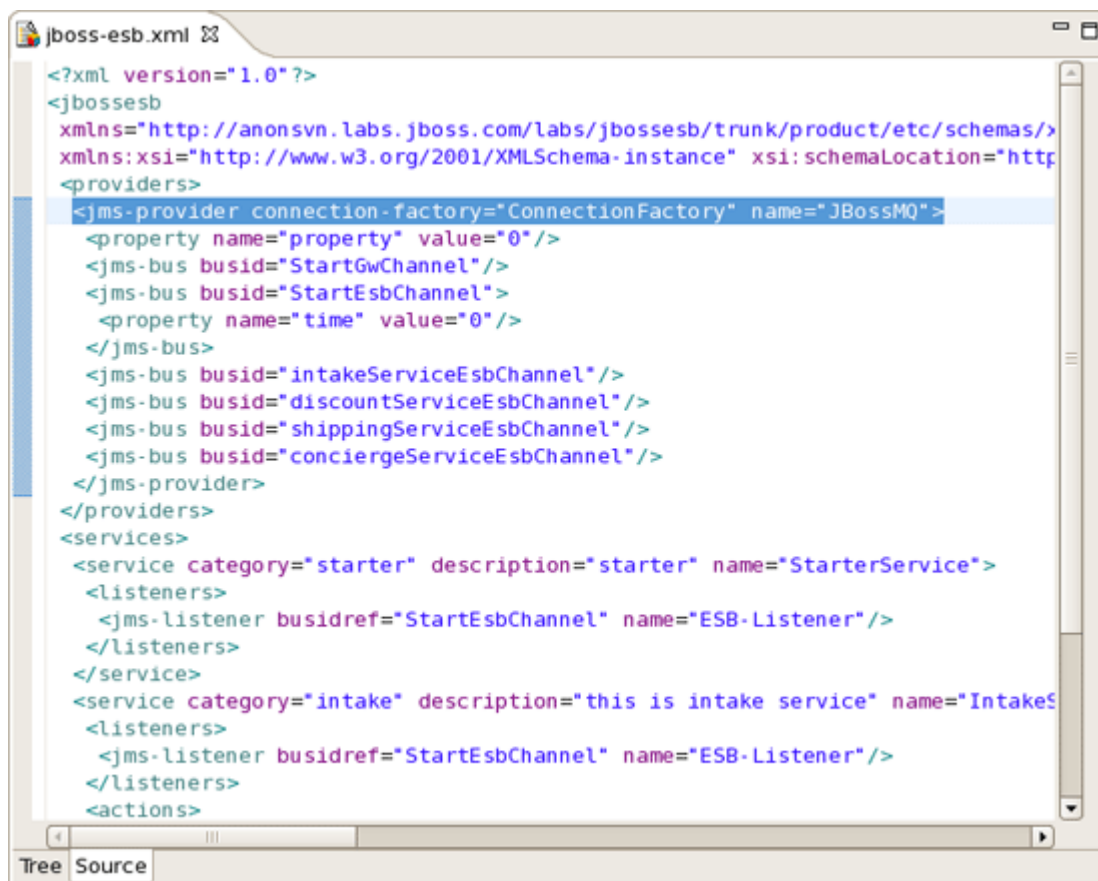 jboss-esb.xml
<?xml version="1.0"?>
<jbossesb
xmlns="http://anonsvn.labs.jboss.com/labs/jbossesb/trunk/product/etc/schemas/x
xmlns:xsi="http://www.w3.org/2001/XMLSchema-instance" xsi:schemaLocation="http
<providers>
<jms-provider connection-factory="ConnectionFactory" name="JBossMQ">
<property name="property" value="0"/>
<jms-bus busid="StartGwChannel"/>
<jms-bus busid="StartEsbChannel">
<property name="time" value="0"/>
</jms-bus>
<jms-bus busid="intakeServiceEsbChannel"/>
<jms-bus busid="discountServiceEsbChannel"/>
<jms-bus busid="shippingServiceEsbChannel"/>
<jms-bus busid="conciergeServiceEsbChannel"/>
</jms-provider>
</providers>
<services>
<service category="starter" description="starter" name="StarterService">
<listeners>
<jms-listener busidref="StartEsbChannel" name="ESB-Listener"/>
</listeners>
</service>
<service category="intake" description="this is intake service" name="IntakeS
<listeners>
<jms-listener busidref="StartEsbChannel" name="ESB-Listener"/>
</listeners>
<actions>
Tree Source